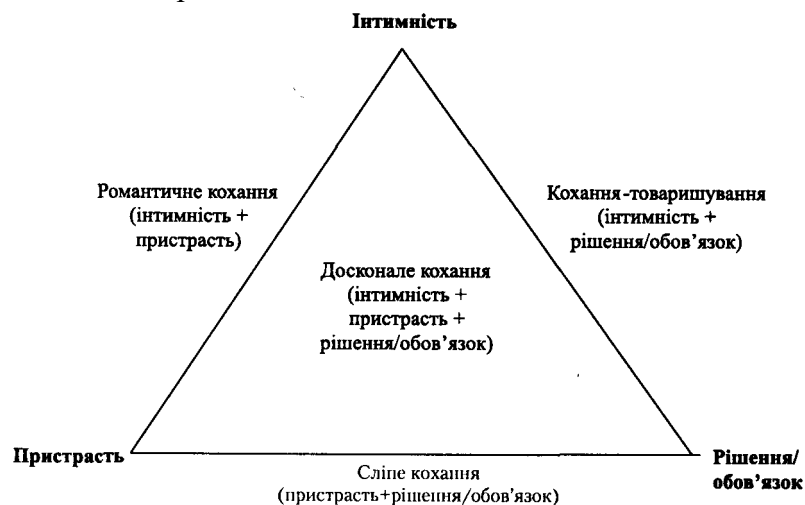 Інтимність
Романтичне кохання
(інтимність +
пристрасть)
Кохання-товаришування
(інтимність +
рішення/обов’язок)
Досконале кохання
(інтимність +
пристрасть +
рішення/обов’язок)
Пристрасть
Рішення/
обов’язок
Сліпе кохання
(пристрасть+рішення/обов’язок)